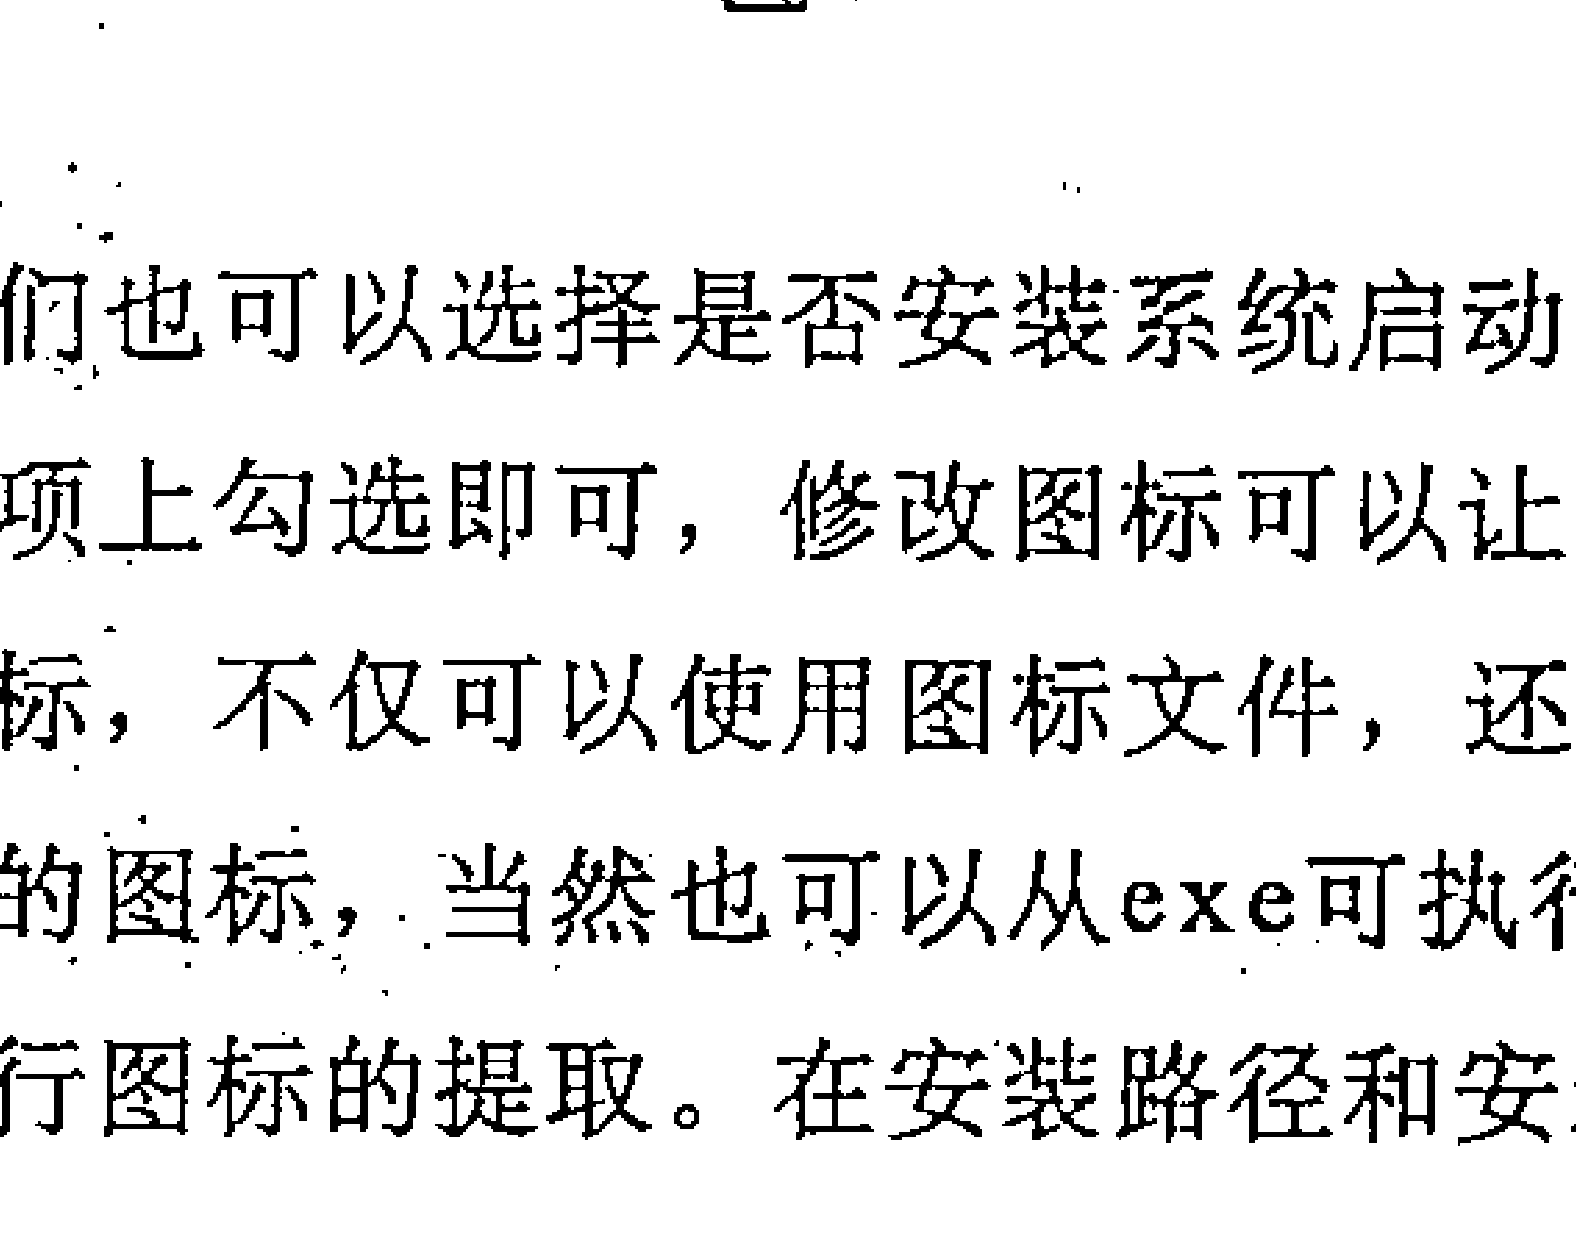 们也可以选择是否安装系统启动
项上勾选即可，修改图标可以让
标，不仅可以使用图标文件，还
的图标，当然也可以从exe可执行
行图标的提取。在安装路径和安